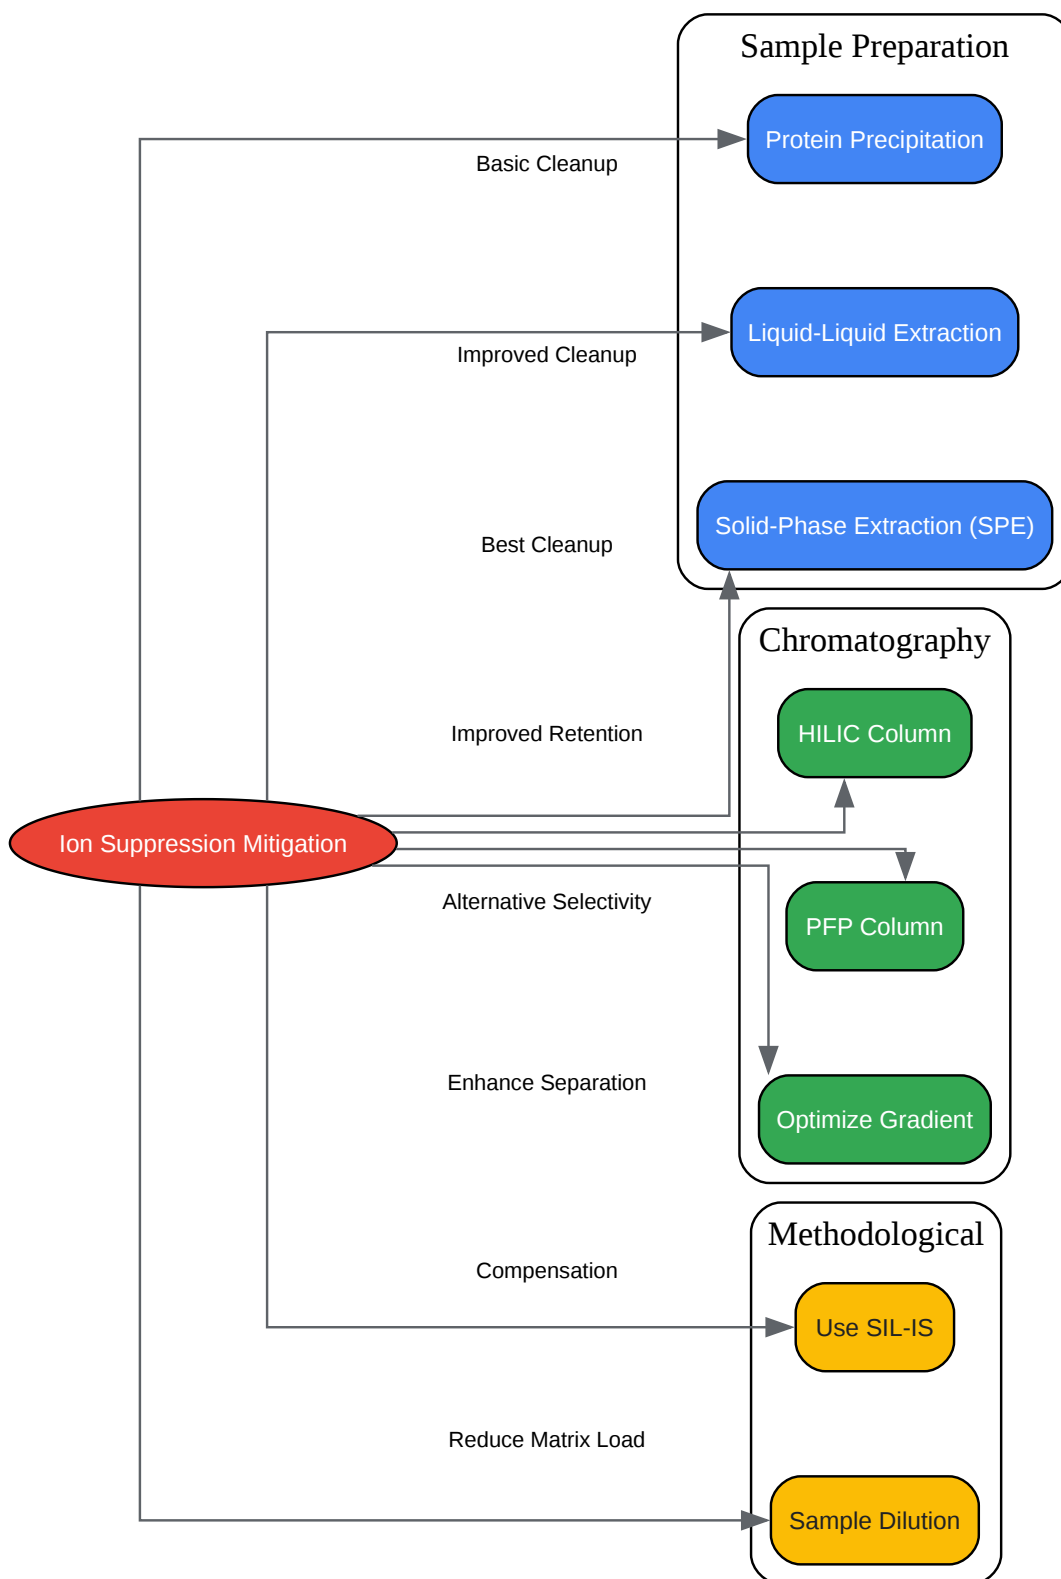 Sample Preparation
Protein Precipitation
Basic Cleanup
Liquid-Liquid Extraction
Improved Cleanup
Solid-Phase Extraction (SPE)
Best Cleanup
Chromatography
HILIC Column
Improved Retention
Ion Suppression Mitigation
Alternative Selectivity
PFP Column
Enhance Separation
Optimize Gradient
Methodological
Compensation
Use SIL-IS
Reduce Matrix Load
Sample Dilution